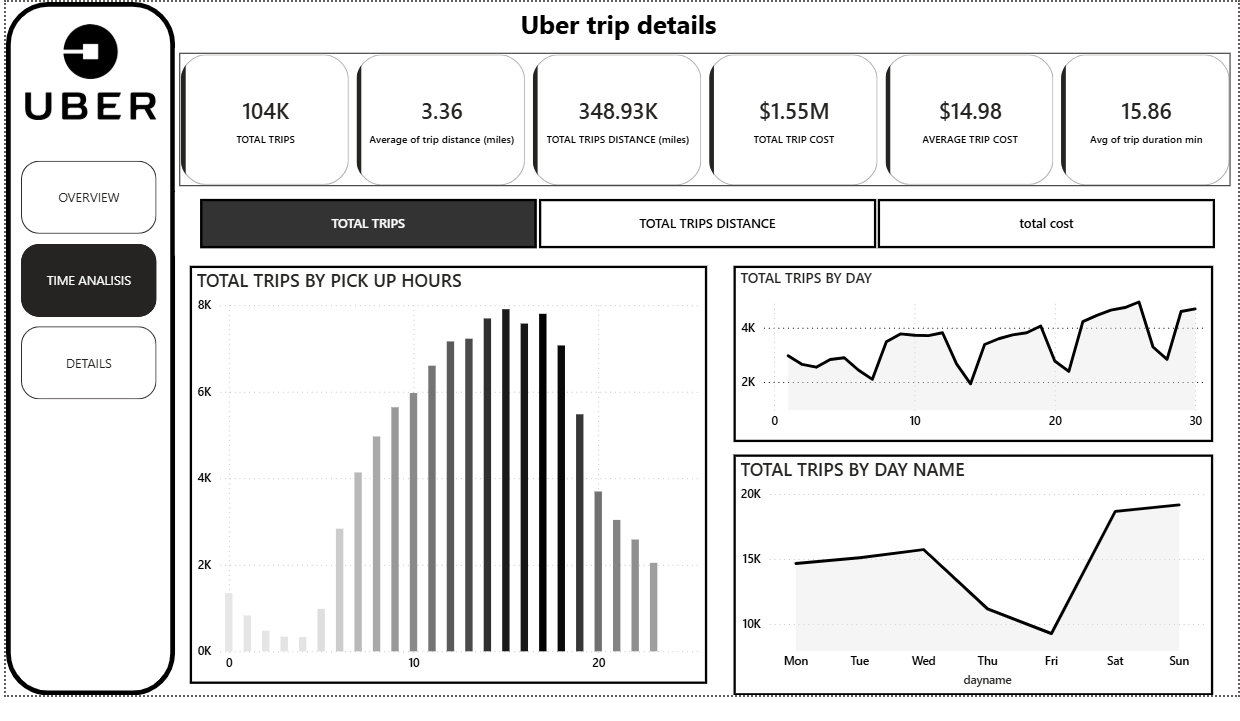 Uber trip details
UBER
OVERVIEW
TIME ANALISIS
DETAILS
104K
TOTAL TRIPS
3.36
Average of trip distance (miles)
348.93K
TOTAL TRIPS DISTANCE (miles)
$1.55M
TOTAL TRIP COST
$14.98
AVERAGE TRIP COST
15.86
Avg of trip duration min
TOTAL TRIPS
TOTAL TRIPS DISTANCE
total cost
TOTAL TRIPS BY PICK UP HOURS
8K
6K
4K
2K
0K
0 10 20
TOTAL TRIPS BY DAY
4K
2K
0 10 20 30
TOTAL TRIPS BY DAY NAME
20K
15K
10K
Mon Tue Wed Thu Fri Sat Sun
dayname